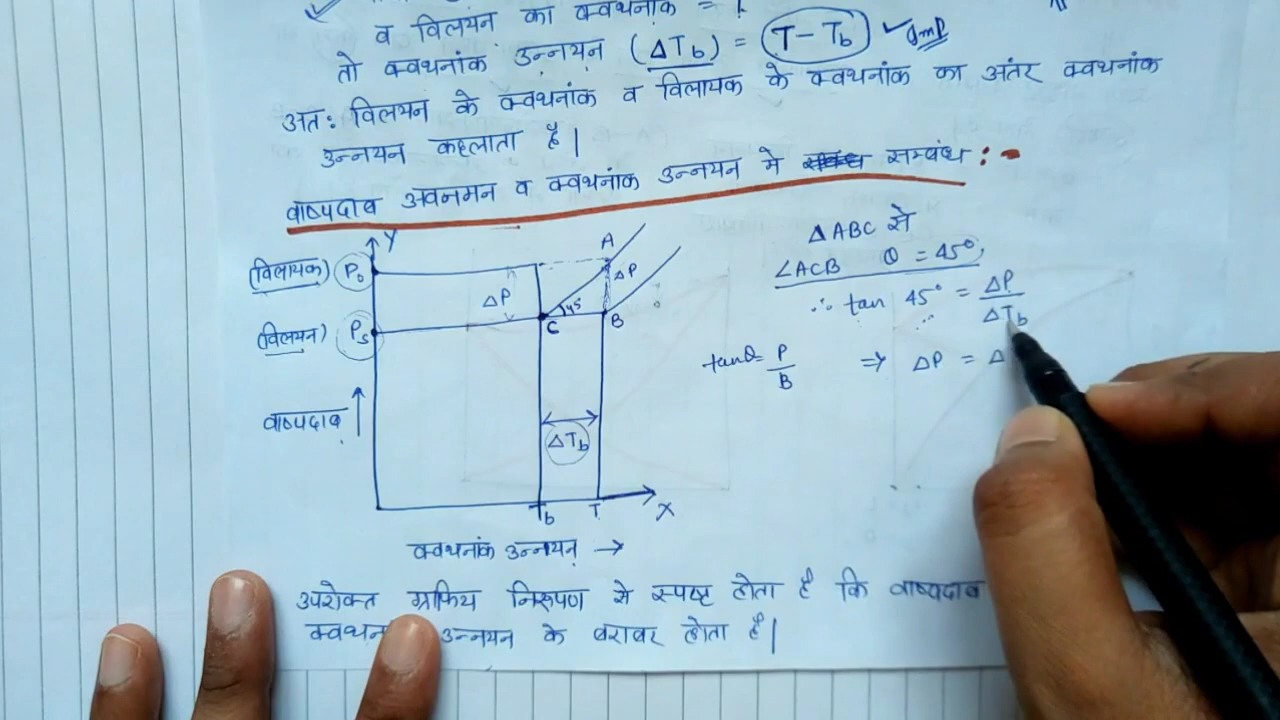 व विलयन का क्वथनांक =
तो क्वथनांक उन्नयन (ΔTb) = (T - Tb) ✓ Imp
अतः विलयन के क्वथनांक व विलायक के क्वथनांक का अंतर क्वथनांक
उन्नयन कहलाता है|
वाष्पदाब अवनमन व क्वथनांक उन्नयन मे सम्बंध :-
Y
(विलायक) P₀
(विलयन) Ps
वाष्पदाब ↑
ΔP
A
ΔP
45
C
B
ΔTb
Tb T X
क्वथनांक उन्नयन →
ΔABC से
∠ACB θ = 45°,
∴ tan 45° = ΔP/ΔTb
tanθ = P/B ⇒ ΔP = Δ
उपरोक्त ग्राफिय निरूपण से स्पष्ट होता है कि वाष्पदाब
क्वथन उन्नयन के बराबर होता है|